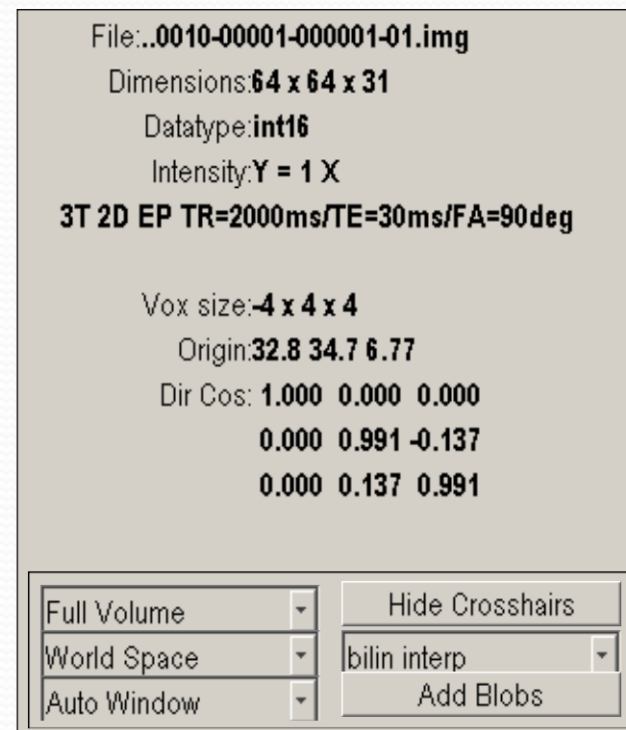 File:..0010-00001-000001-01.img
Dimensions:64 x 64 x 31
Datatype:int16
Intensity:Y = 1 X
3T 2D EP TR=2000ms/TE=30ms/FA=90deg
Vox size:-4 x 4 x 4
Origin:32.8 34.7 6.77
Dir Cos: 1.000 0.000 0.000
0.000 0.991 -0.137
0.000 0.137 0.991
Full Volume
Hide Crosshairs
World Space
bilin interp
Auto Window
Add Blobs